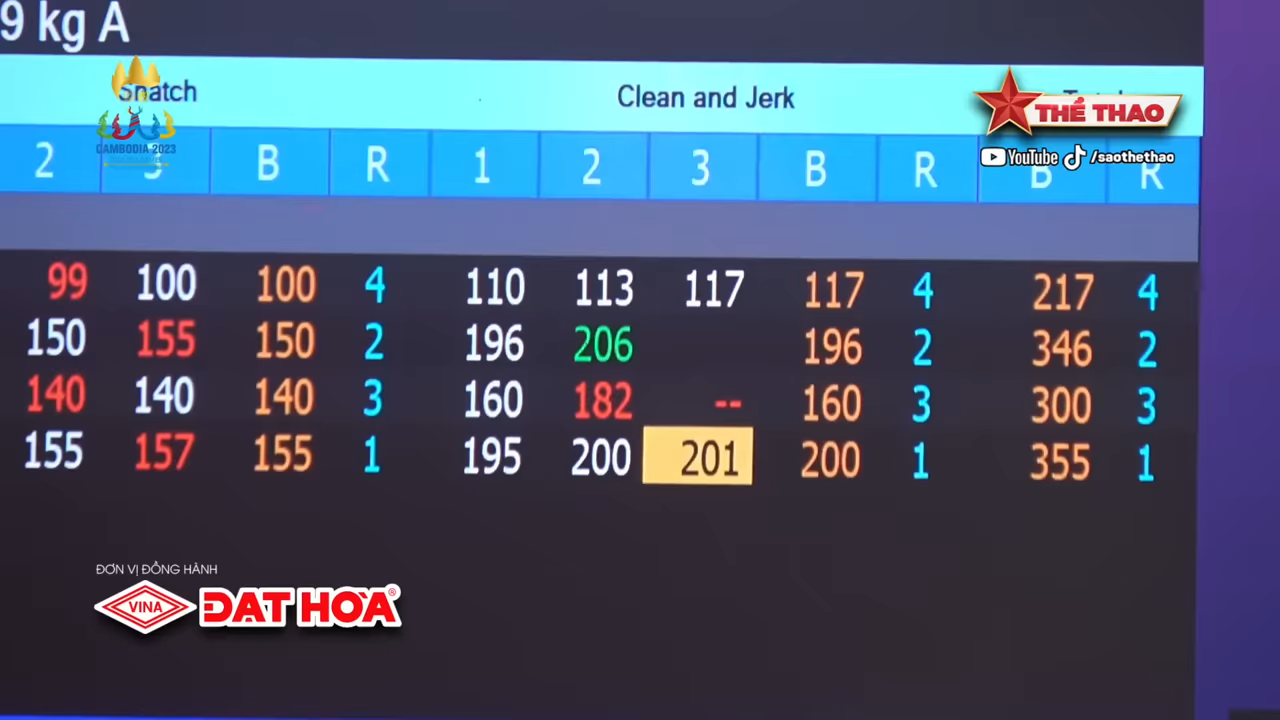 9 kg A
Snatch Clean and Jerk
CAMBODIA 2023
THỂ THAO
YouTube /saothethao
2 3 B R 1 2 3 B R B R
99 100 100 4 110 113 117 117 4 217 4
150 155 150 2 196 206 196 2 346 2
140 140 140 3 160 182 -- 160 3 300 3
155 157 155 1 195 200 201 200 1 355 1
ĐƠN VỊ ĐỒNG HÀNH
VINA ĐẠT HÒA®